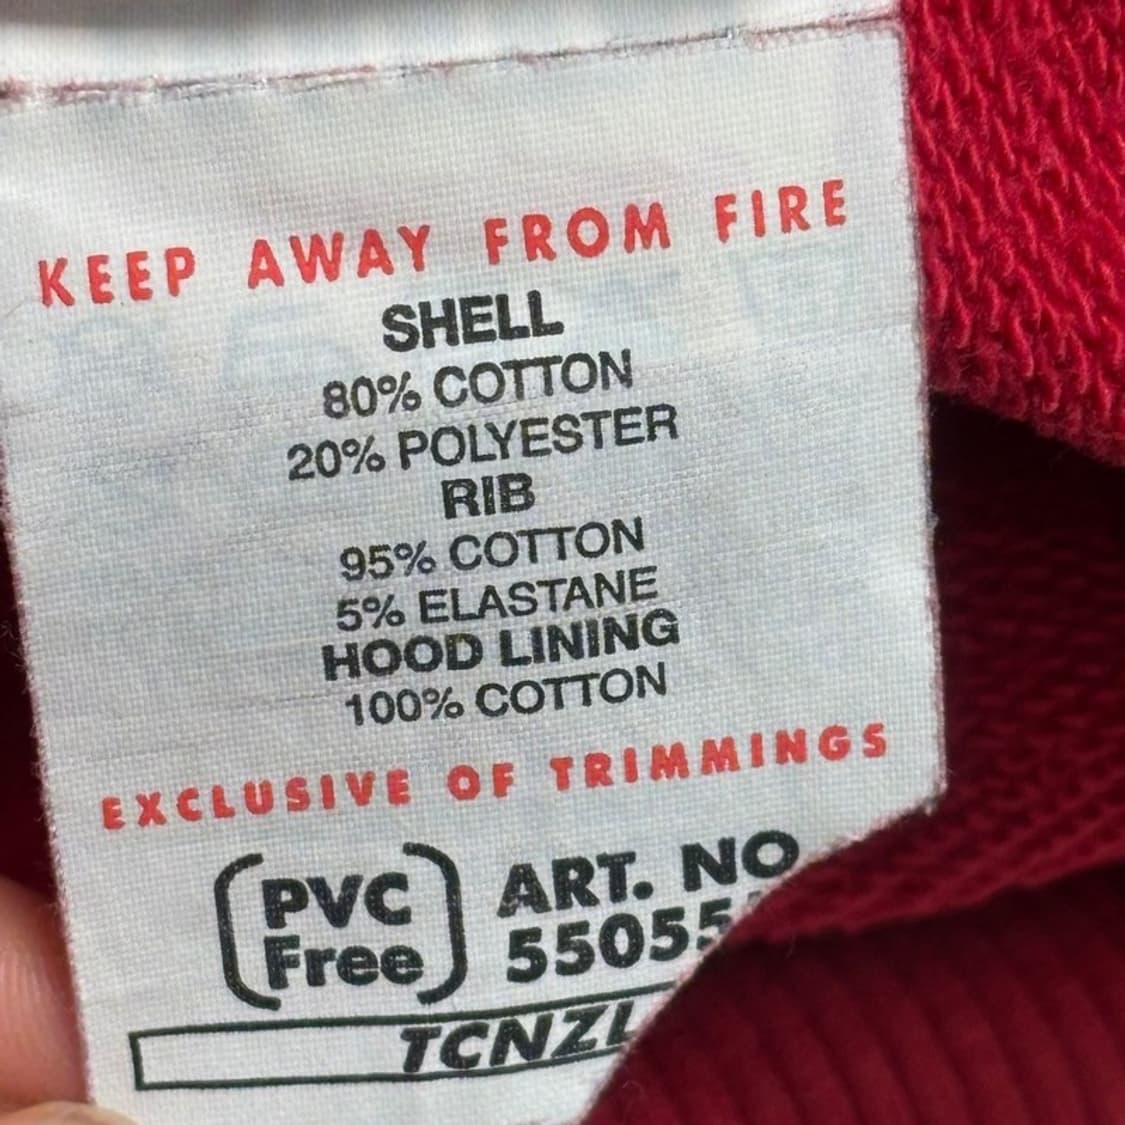 KEEP AWAY FROM FIRE
SHELL
80% COTTON
20% POLYESTER
RIB
95% COTTON
5% ELASTANE
HOOD LINING
100% COTTON
EXCLUSIVE OF TRIMMINGS
PVC
Free
ART. NO
55055
TCNZL